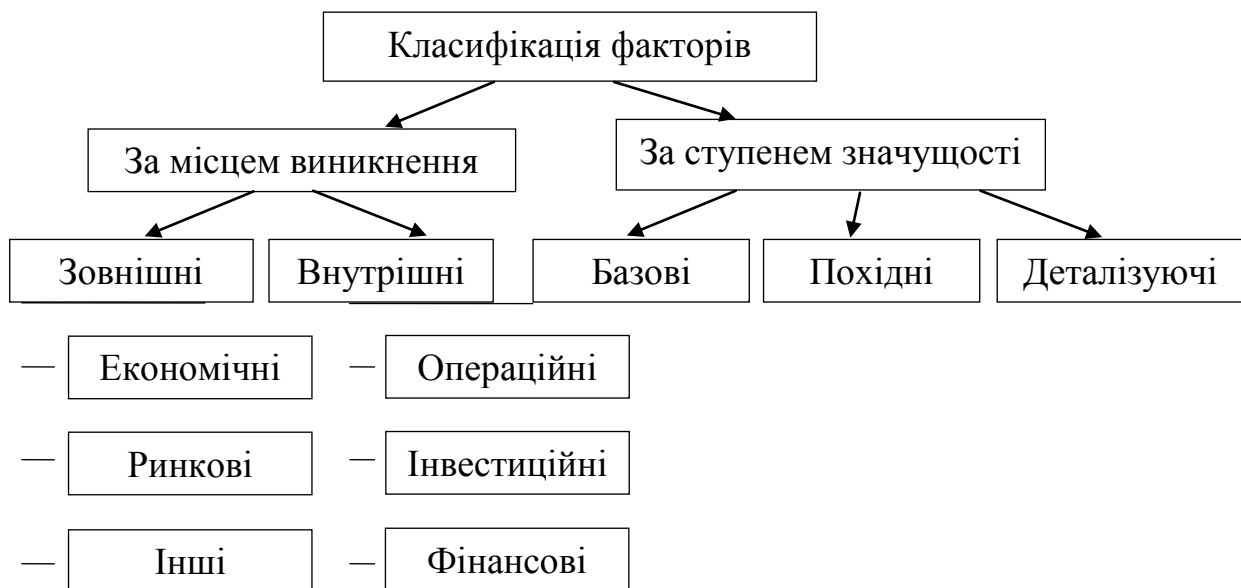 Класифікація факторів
За місцем виникнення
За ступенем значущості
Зовнішні
Внутрішні
Базові
Похідні
Деталізуючі
Економічні
Операційні
Ринкові
Інвестиційні
Інші
Фінансові